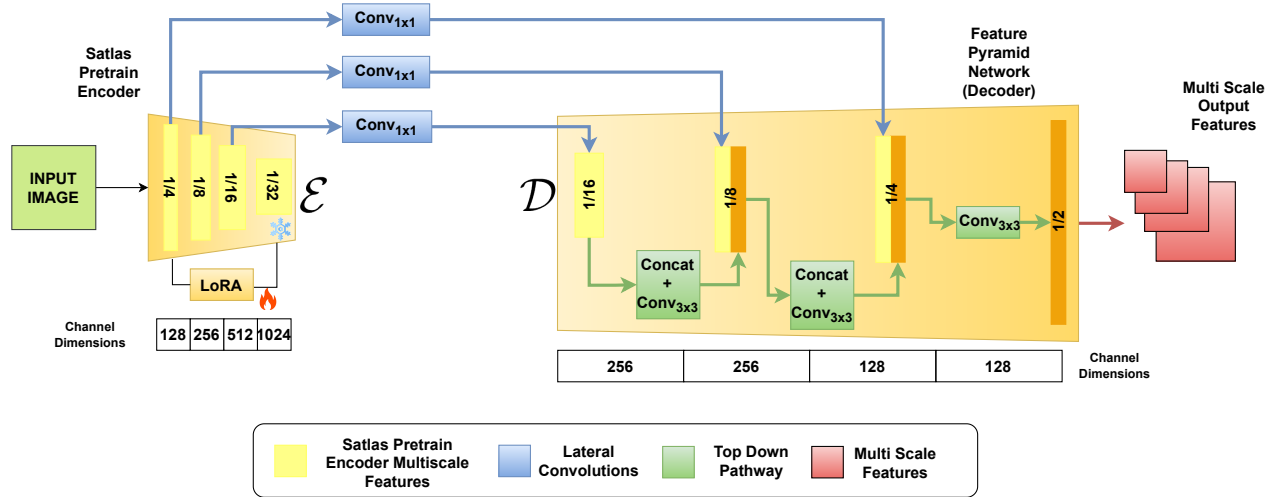 Satlas
Pretrain
Encoder
Conv1x1
Conv1x1
Conv1x1
Feature
Pyramid
Network
(Decoder)
Multi Scale
Output
Features
INPUT
IMAGE
1/4
1/8
1/16
1/32
ℰ
LoRA
Channel
Dimensions
128 256 512 1024
𝒟
1/16
1/8
1/4
1/2
Concat
+
Conv3x3
Concat
+
Conv3x3
Conv3x3
256 256 128 128
Channel
Dimensions
Satlas Pretrain
Encoder Multiscale
Features
Lateral
Convolutions
Top Down
Pathway
Multi Scale
Features